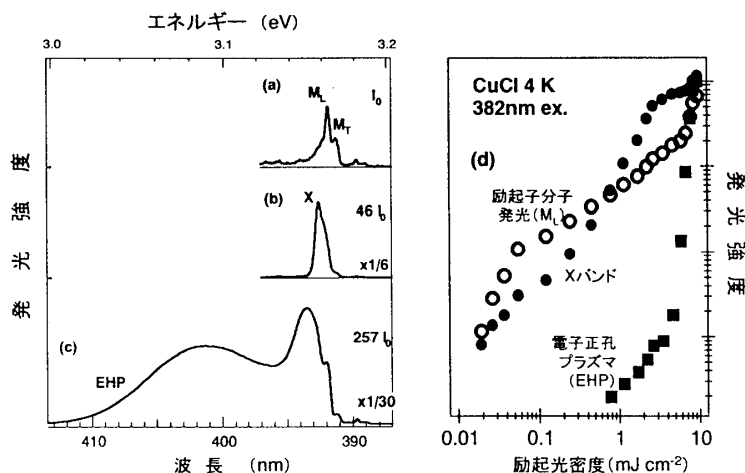 エネルギー (eV)
3.0
3.1
3.2
(a)
I₀
M_L
M_T
(b)
X
46 I₀
x1/6
(c)
257 I₀
EHP
x1/30
発光強度
410
400
390
波 長 (nm)
CuCl 4 K
382nm ex.
(d)
励起子分子
発光(M_L)
Xバンド
電子正孔
プラズマ
(EHP)
発光強度
0.01
0.1
1
10
励起光密度(mJ cm⁻²)